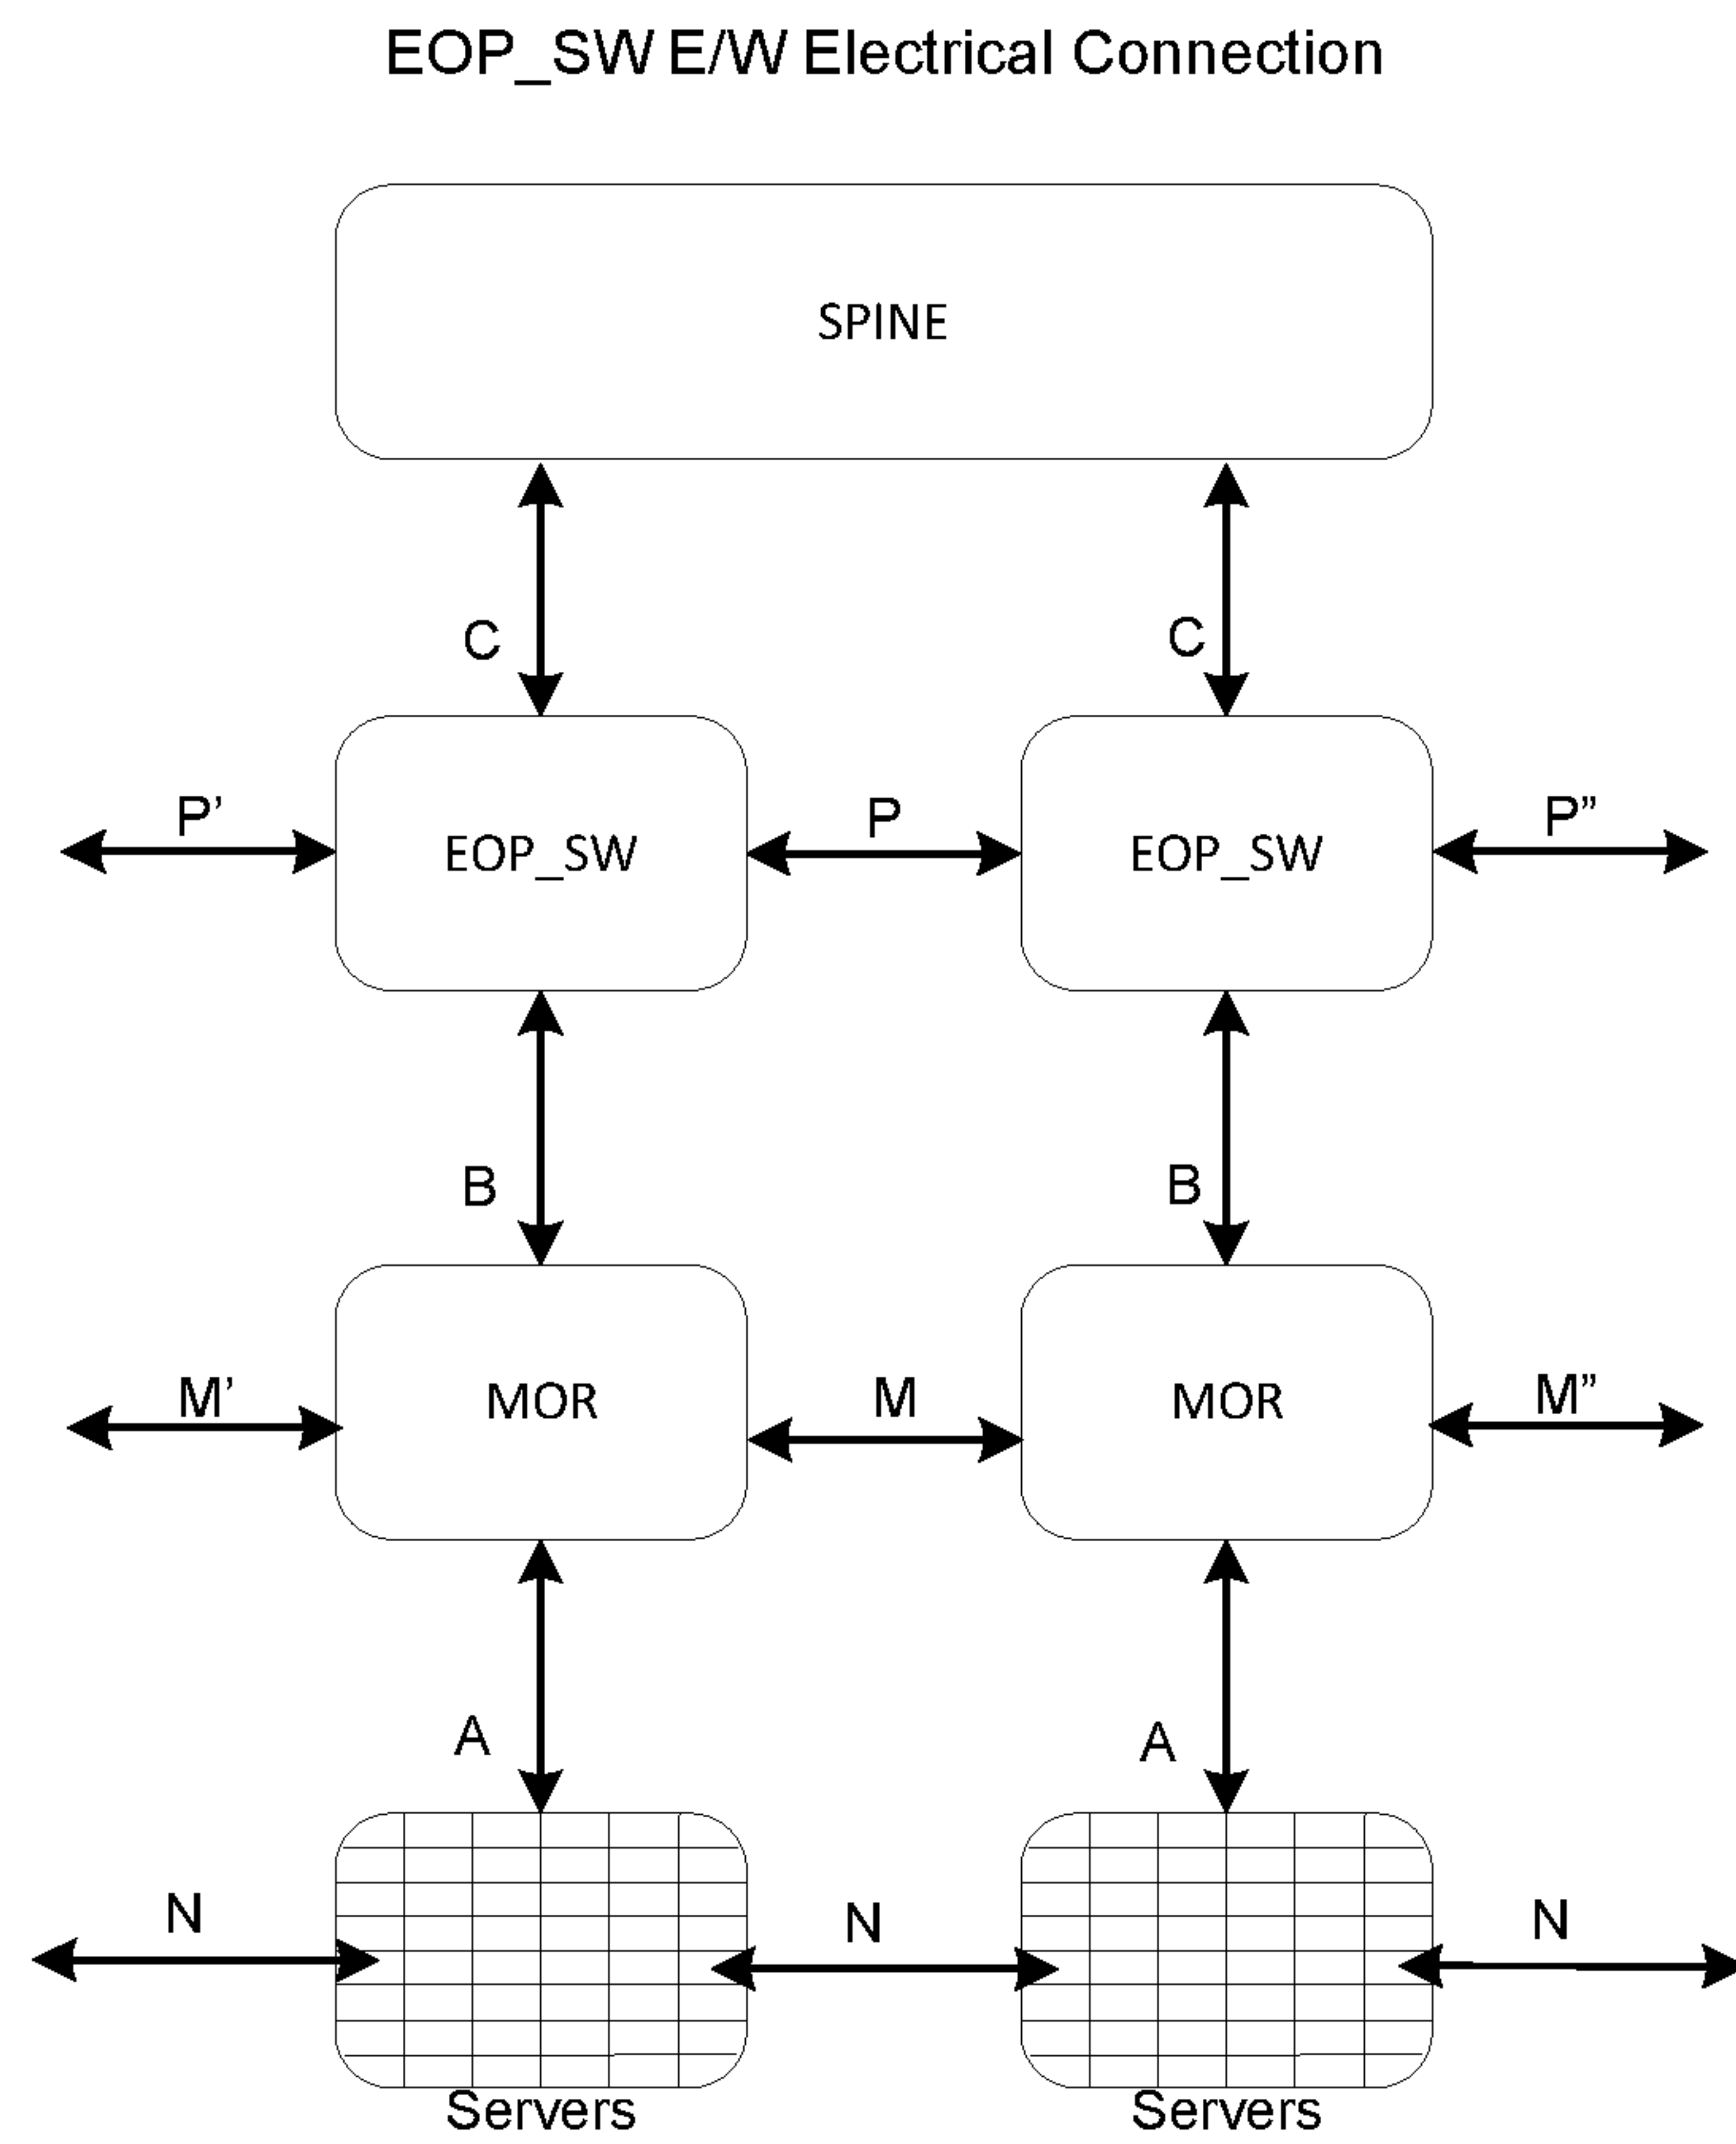 EOP_SW E/W Electrical Connection
SPINE
C C
P’ P P”
EOP_SW EOP_SW
B B
M’ M M”
MOR MOR
A A
N N N
Servers Servers